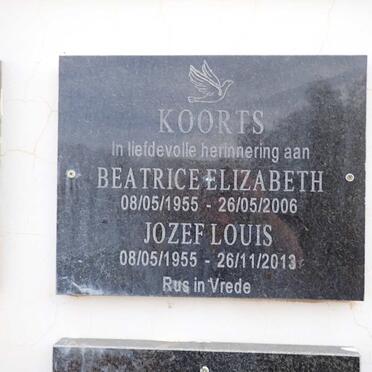 KOORTS
In liefdevolle herinnering aan
BEATRICE ELIZABETH
08/05/1955 - 26/05/2006
JOZEF LOUIS
08/05/1955 - 26/11/2013
Rus in Vrede